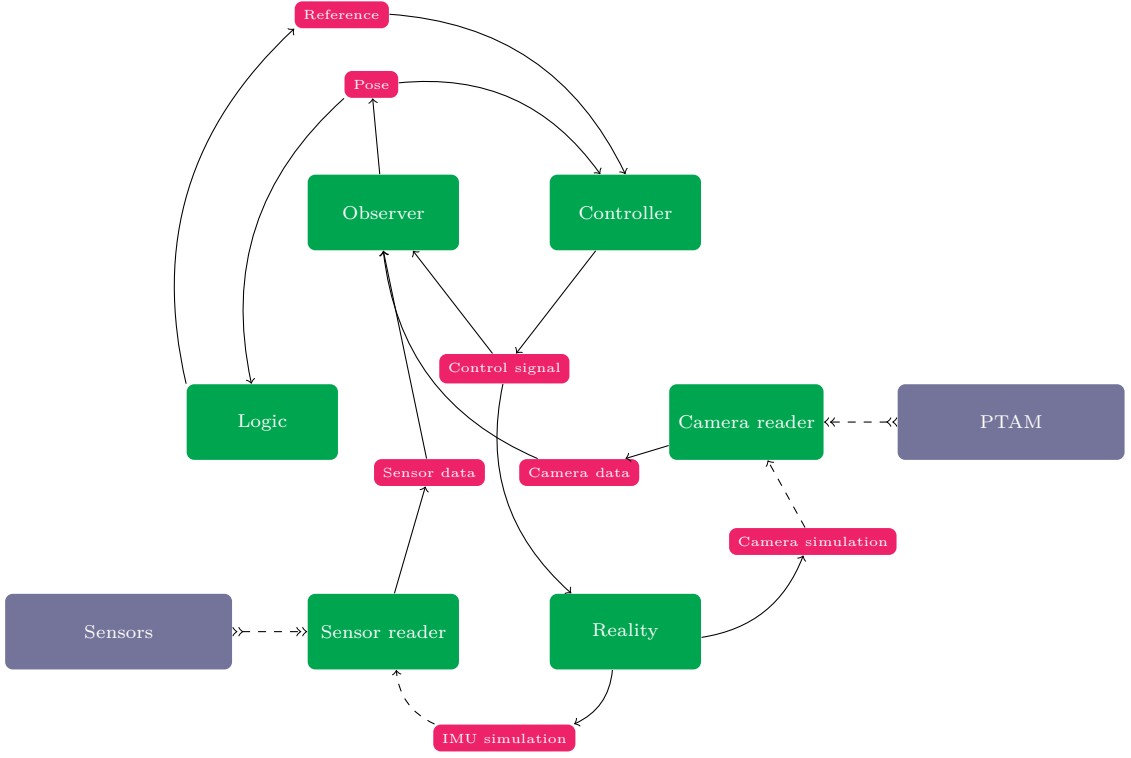 Reference
Pose
Observer
Controller
Control signal
Logic
Camera reader
PTAM
Sensor data
Camera data
Camera simulation
Sensors
Sensor reader
Reality
IMU simulation